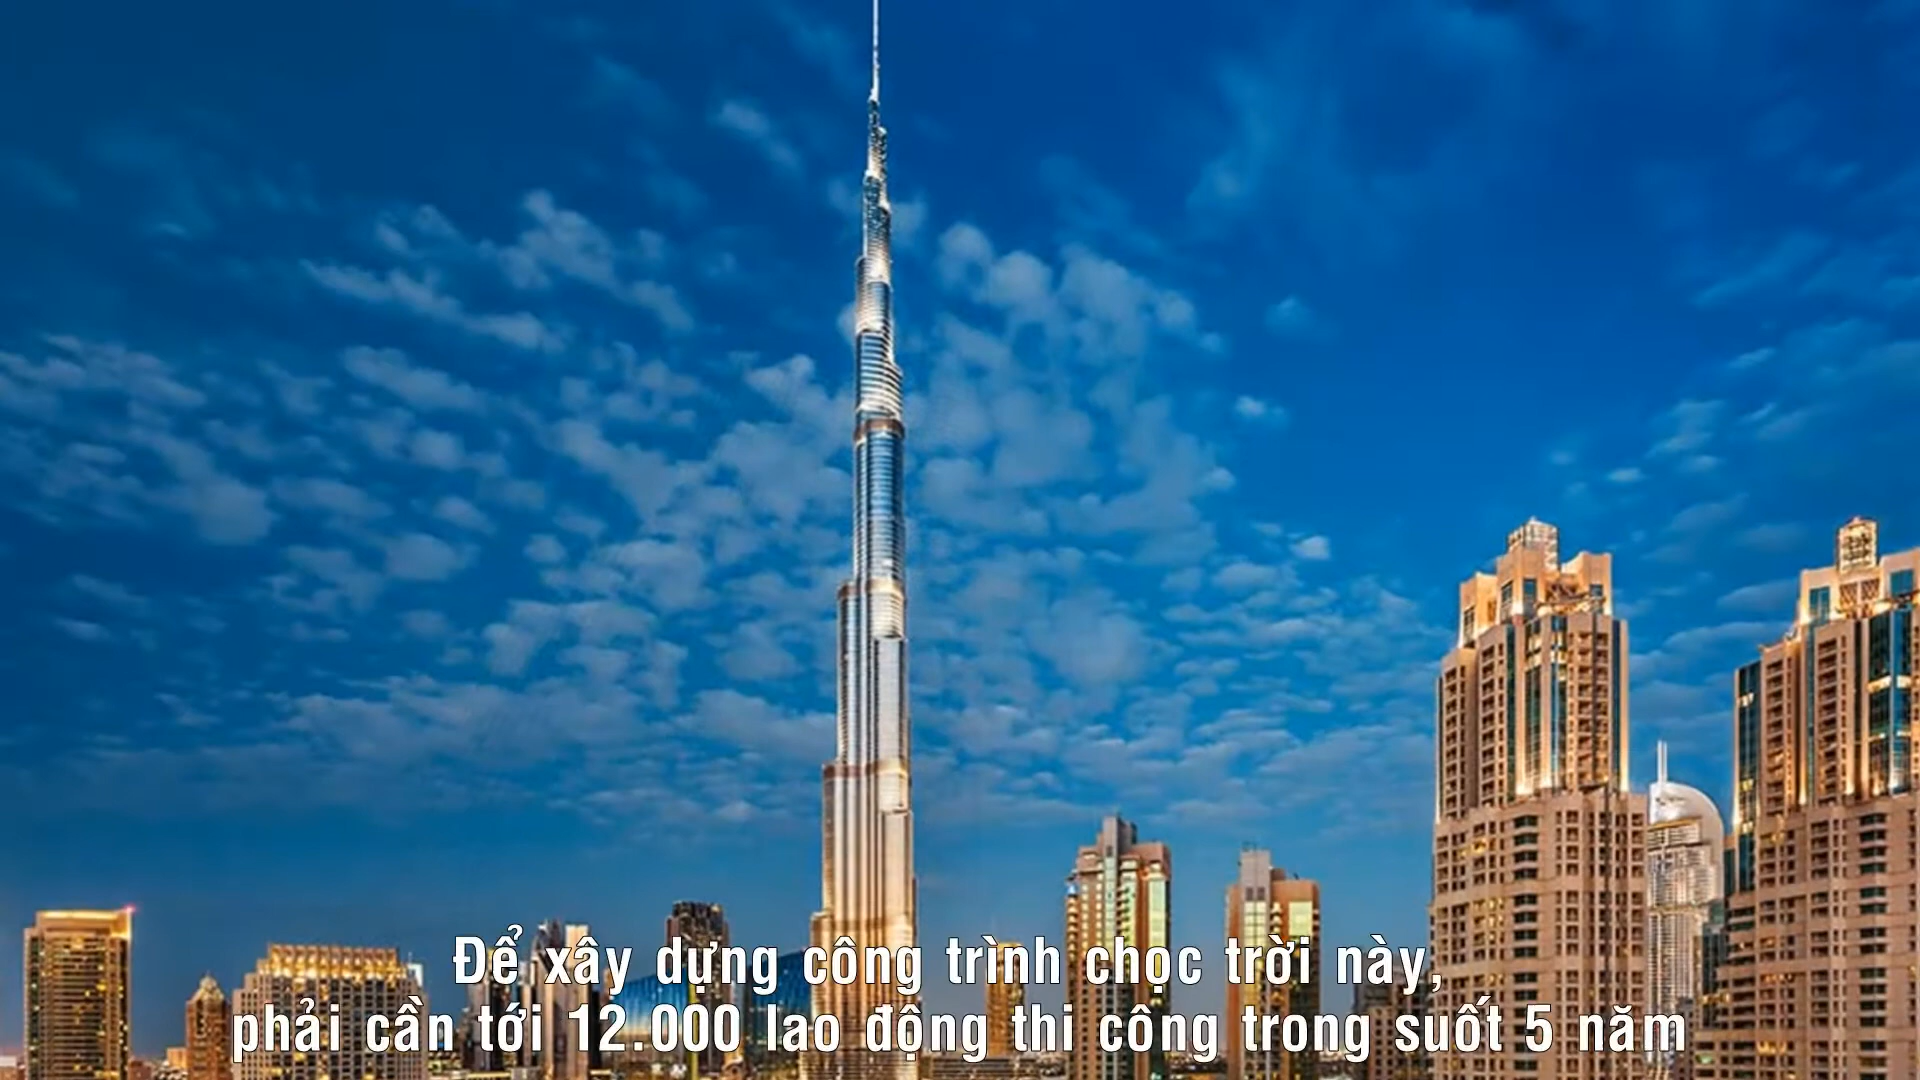 Để xây dựng công trình chọc trời này,
phải cần tới 12.000 lao động thi công trong suốt 5 năm